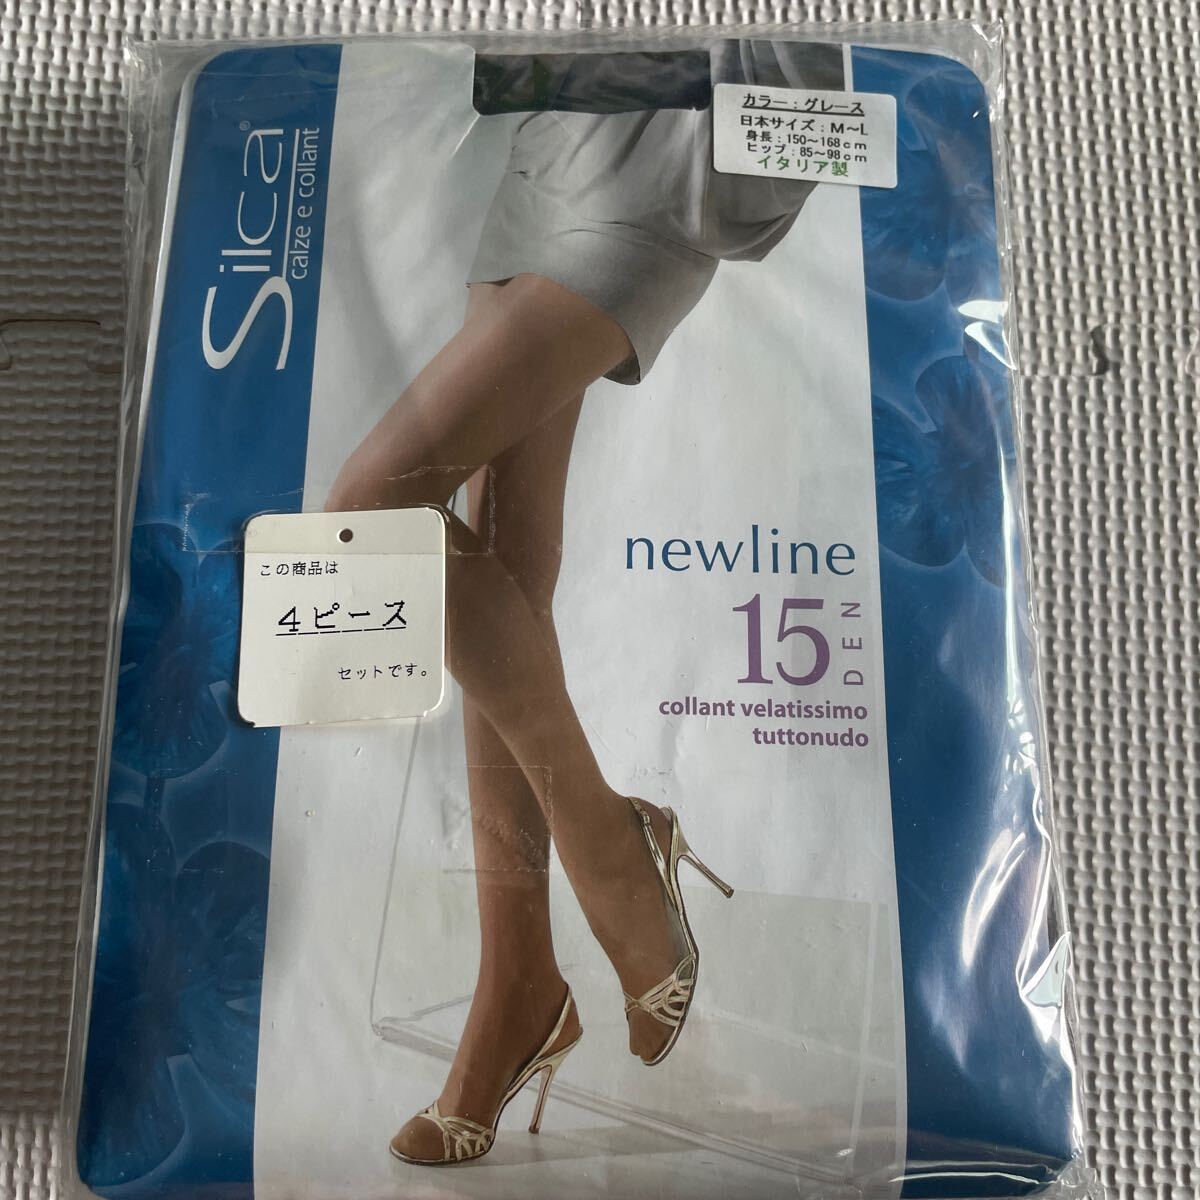 Silca®
calze e collant
カラー：グレース
日本サイズ：M～L
身長：150～168cm
ヒップ：85～98cm
イタリア製
この商品は
4ピース
セットです。
newline
15
DEN
collant velatissimo
tuttonudo